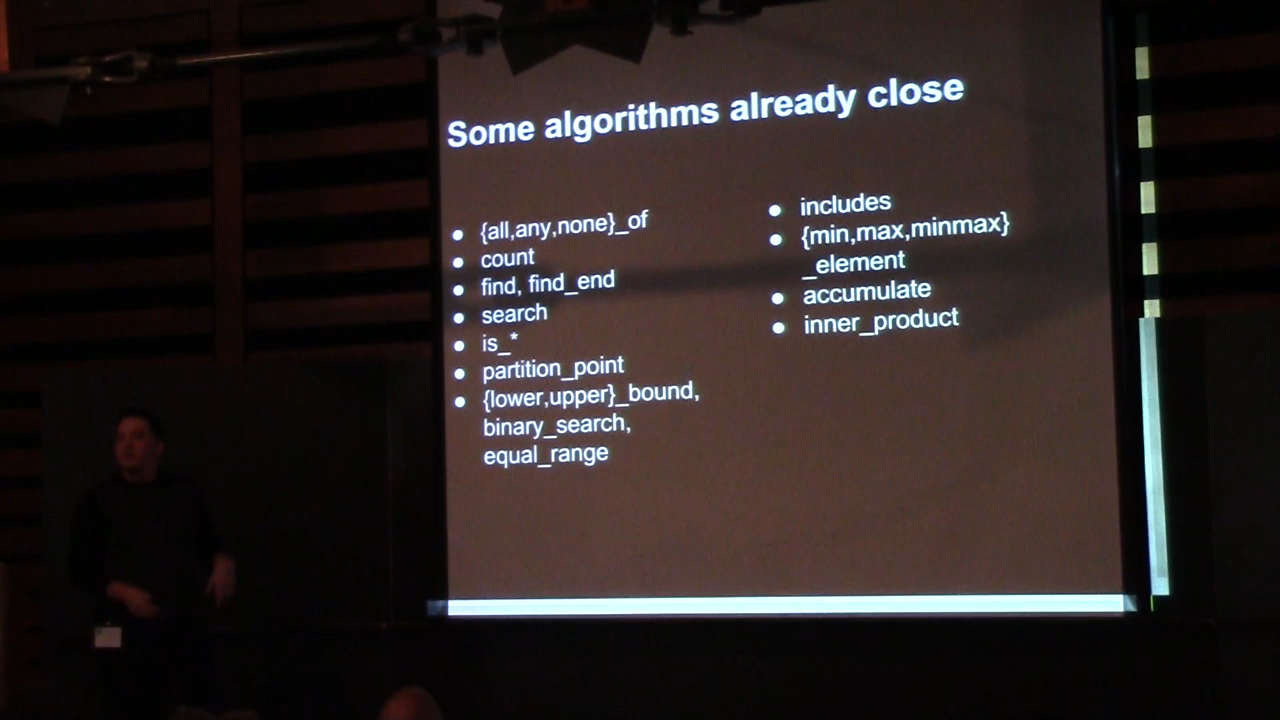 Some algorithms already close
● {all,any,none}_of
● count
● find, find_end
● search
● is_*
● partition_point
● {lower,upper}_bound,
binary_search,
equal_range
● includes
● {min,max,minmax}
_element
● accumulate
● inner_product